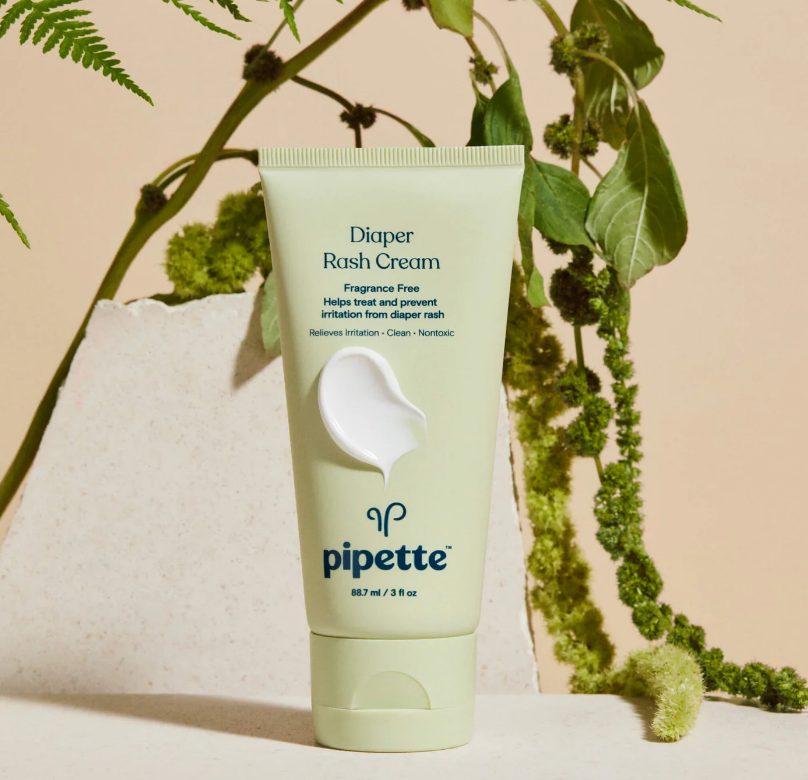 Diaper
Rash Cream
Fragrance Free
Helps treat and prevent
irritation from diaper rash
Relieves Irritation • Clean • Nontoxic
pipette™
88.7 ml / 3 fl oz